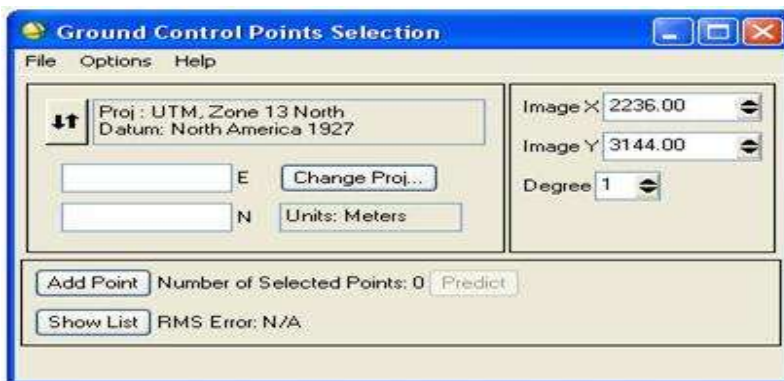 Ground Control Points Selection
File Options Help
Proj : UTM, Zone 13 North
Datum: North America 1927
E Change Proj...
N Units: Meters
Image X 2236.00
Image Y 3144.00
Degree 1
Add Point Number of Selected Points: 0 Predict
Show List RMS Error: N/A